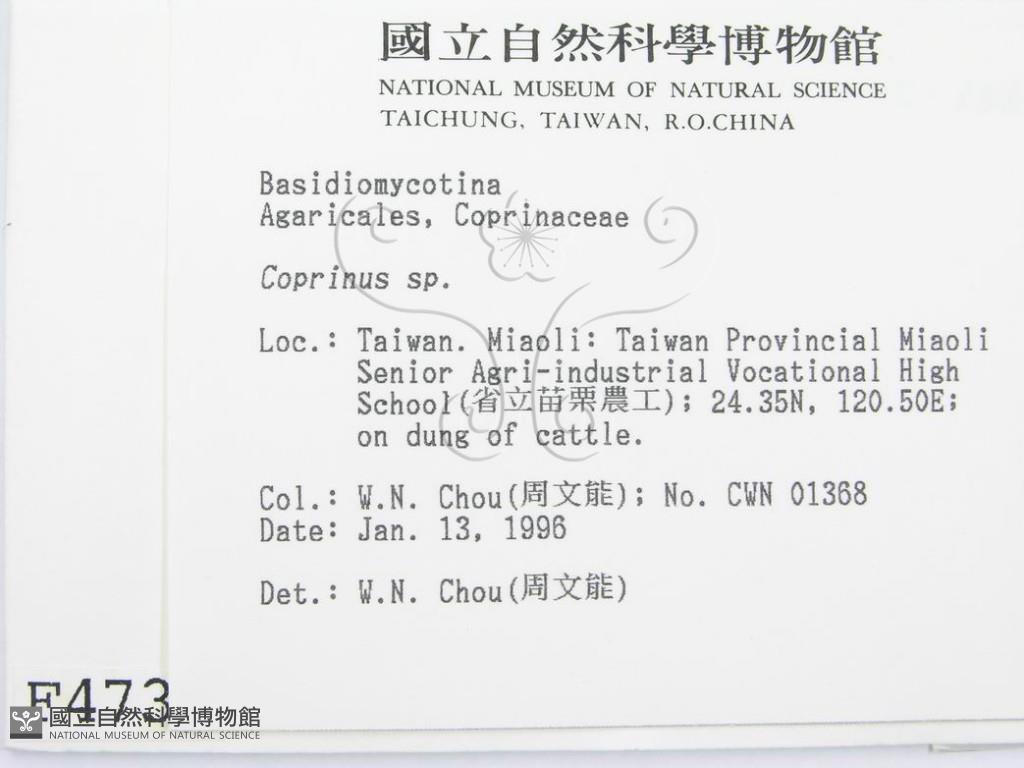 國立自然科學博物館
NATIONAL MUSEUM OF NATURAL SCIENCE
TAICHUNG, TAIWAN, R.O.CHINA
Basidiomycotina
Agaricales, Coprinaceae
Coprinus sp.
Loc.: Taiwan. Miaoli: Taiwan Provincial Miaoli
Senior Agri-industrial Vocational High
School(省立苗栗農工); 24.35N, 120.50E;
on dung of cattle.
Col.: W.N. Chou(周文能); No. CWN 01368
Date: Jan. 13, 1996
Det.: W.N. Chou(周文能)
F473
國立自然科學博物館
NATIONAL MUSEUM OF NATURAL SCIENCE